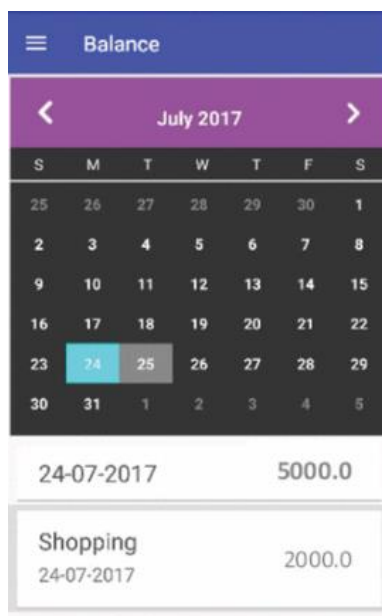 Balance
July 2017
S M T W T F S
25 26 27 28 29 30 1
2 3 4 5 6 7 8
9 10 11 12 13 14 15
16 17 18 19 20 21 22
23 24 25 26 27 28 29
30 31 1 2 3 4 5
24-07-2017 5000.0
Shopping
24-07-2017 2000.0